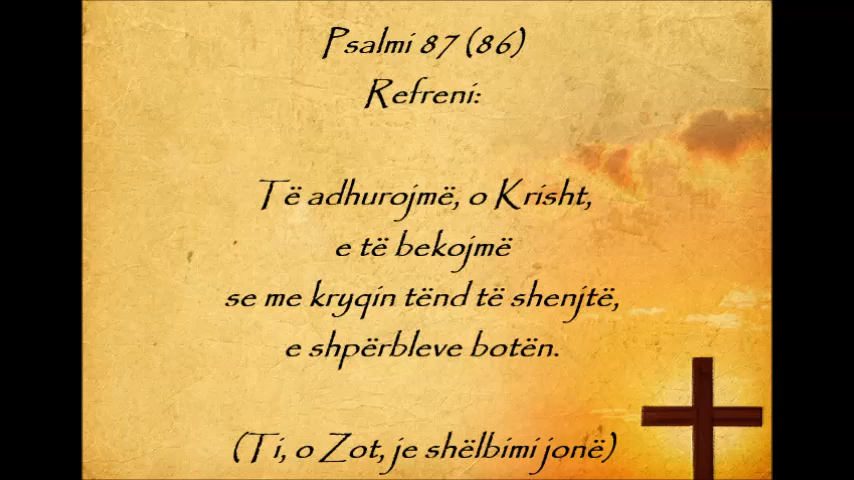 Psalmi 87 (86)
Refreni:
Të adhurojmë, o Krisht,
e të bekojmë
se me kryqin tënd të shenjtë,
e shpërbleve botën.
(Ti, o Zot, je shëlbimi jonë)